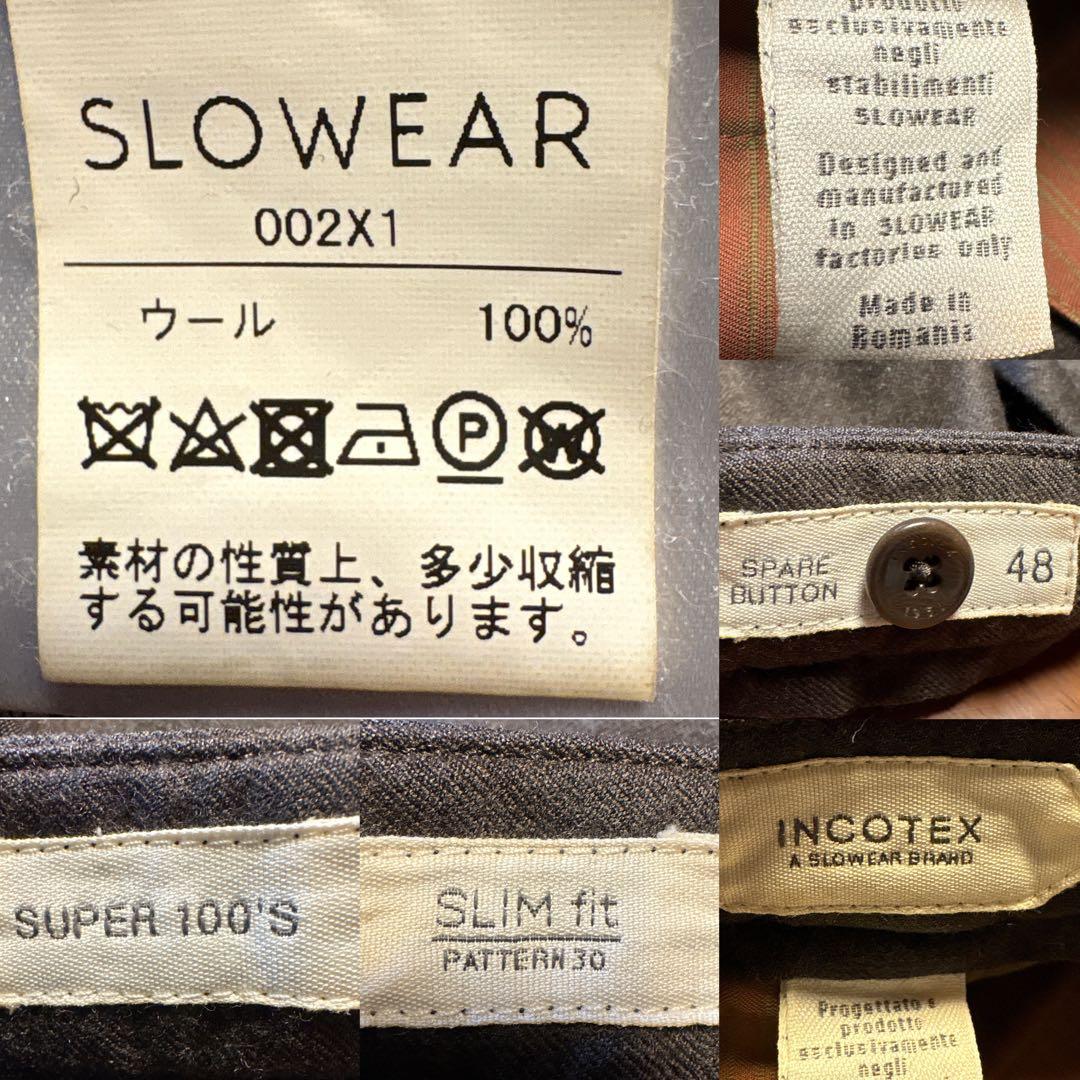 SLOWEAR
002X1
ウール 100%
P
W
素材の性質上、多少収縮
する可能性があります。
prodotto
esclusivamente
negli
stabilimenti
SLOWEAR
Designed and
manufactured
in SLOWEAR
factories only
Made in
Romania
SPARE
BUTTON
48
1951
SUPER 100'S
SLIM fit
PATTERN 30
INCOTEX
A SLOWEAR BRAND
Progettato e
prodotto
esclusivamente
negli